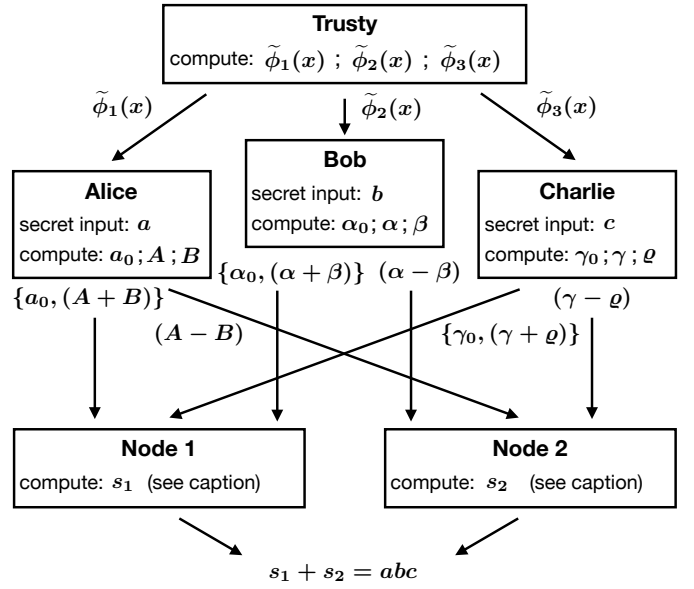 Trusty
compute: ϕ̃₁(x) ; ϕ̃₂(x) ; ϕ̃₃(x)
ϕ̃₁(x)
ϕ̃₂(x)
ϕ̃₃(x)
Alice
secret input: a
compute: a₀ ; A ; B
Bob
secret input: b
compute: α₀ ; α ; β
Charlie
secret input: c
compute: γ₀ ; γ ; ϱ
{a₀, (A + B)}
(A − B)
{α₀, (α + β)}
(α − β)
(γ − ϱ)
{γ₀, (γ + ϱ)}
Node 1
compute: s₁ (see caption)
Node 2
compute: s₂ (see caption)
s₁ + s₂ = abc